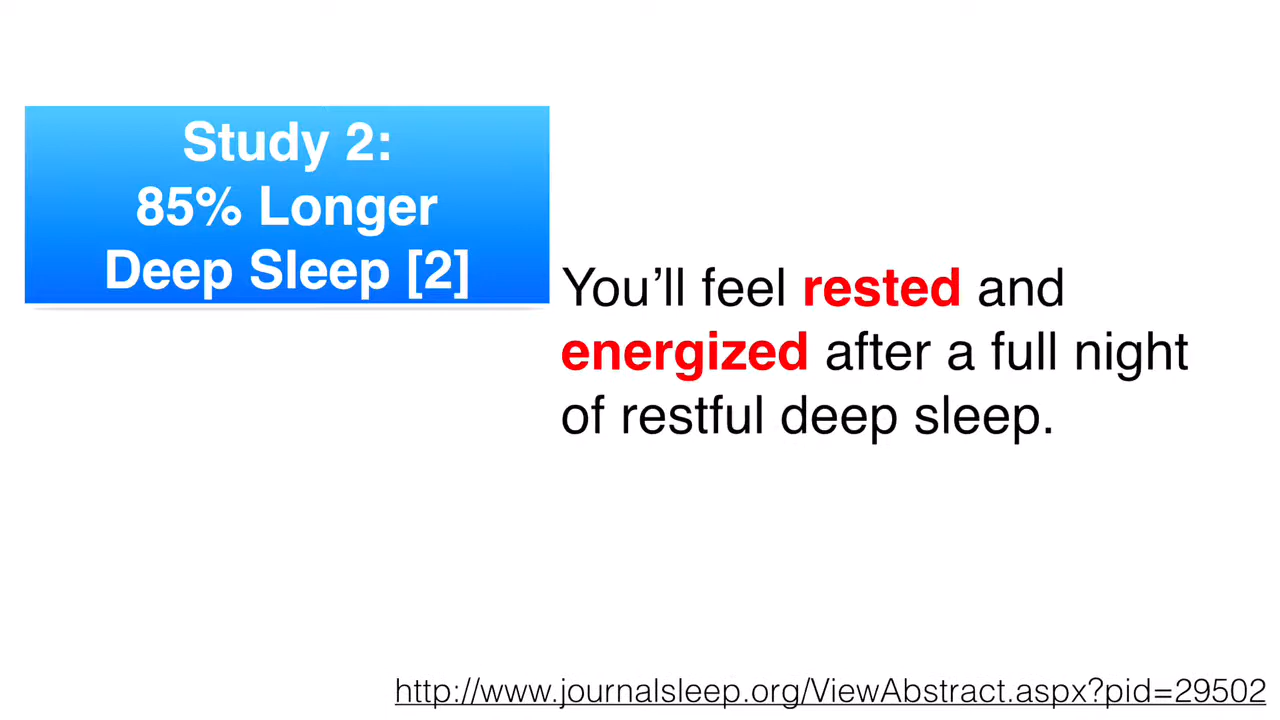 Study 2:
85% Longer
Deep Sleep [2]
You’ll feel rested and
energized after a full night
of restful deep sleep.
http://www.journalsleep.org/ViewAbstract.aspx?pid=29502